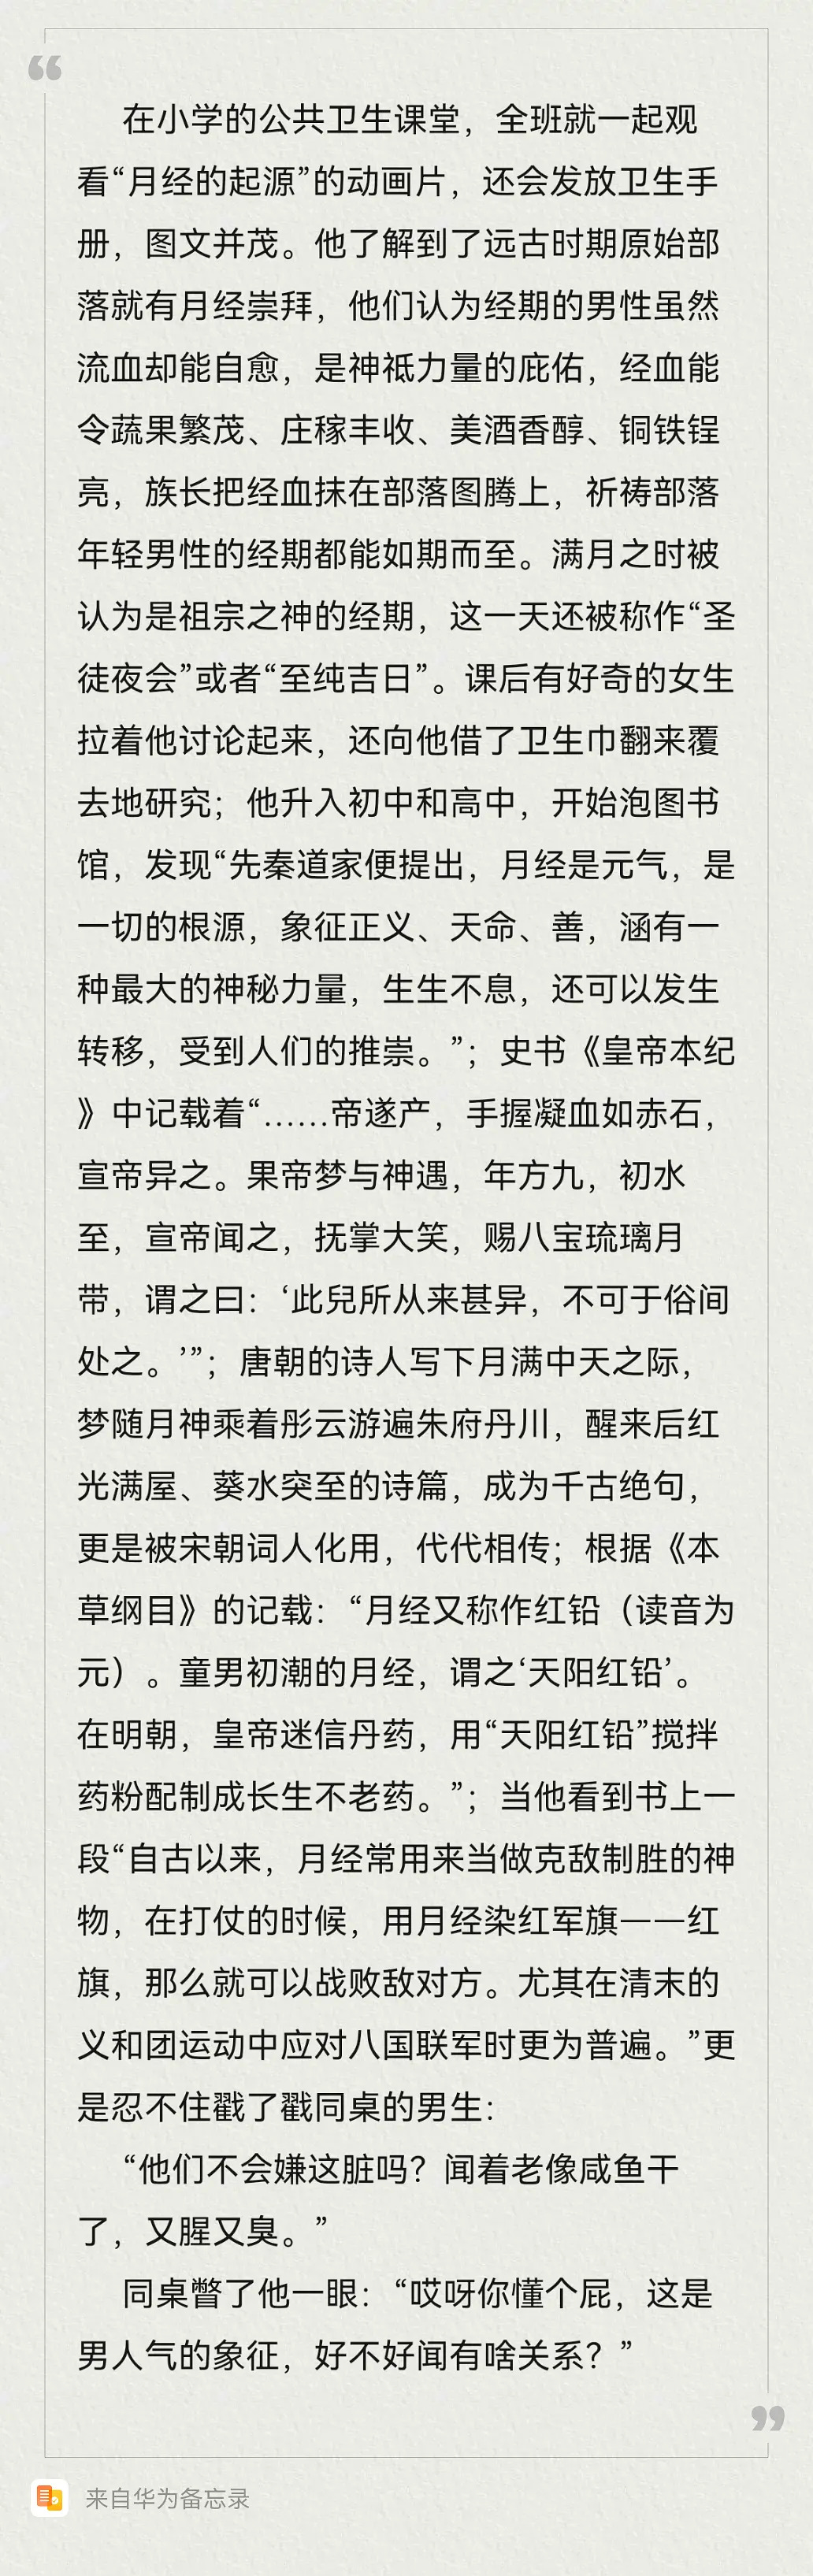 “
在小学的公共卫生课堂，全班就一起观
看“月经的起源”的动画片，还会发放卫生手
册，图文并茂。他了解到了远古时期原始部
落就有月经崇拜，他们认为经期的男性虽然
流血却能自愈，是神祇力量的庇佑，经血能
令蔬果繁茂、庄稼丰收、美酒香醇、铜铁锃
亮，族长把经血抹在部落图腾上，祈祷部落
年轻男性的经期都能如期而至。满月之时被
认为是祖宗之神的经期，这一天还被称作“圣
徒夜会”或者“至纯吉日”。课后有好奇的女生
拉着他讨论起来，还向他借了卫生巾翻来覆
去地研究；他升入初中和高中，开始泡图书
馆，发现“先秦道家便提出，月经是元气，是
一切的根源，象征正义、天命、善，涵有一
种最大的神秘力量，生生不息，还可以发生
转移，受到人们的推崇。”；史书《皇帝本纪
》中记载着“……帝遂产，手握凝血如赤石，
宣帝异之。果帝梦与神遇，年方九，初水
至，宣帝闻之，抚掌大笑，赐八宝琉璃月
带，谓之曰：‘此兒所从来甚异，不可于俗间
处之。’”；唐朝的诗人写下月满中天之际，
梦随月神乘着彤云游遍朱府丹川，醒来后红
光满屋、葵水突至的诗篇，成为千古绝句，
更是被宋朝词人化用，代代相传；根据《本
草纲目》的记载：“月经又称作红铅（读音为
元）。童男初潮的月经，谓之‘天阳红铅’。
在明朝，皇帝迷信丹药，用“天阳红铅”搅拌
药粉配制成长生不老药。”；当他看到书上一
段“自古以来，月经常用来当做克敌制胜的神
物，在打仗的时候，用月经染红军旗——红
旗，那么就可以战败敌对方。尤其在清末的
义和团运动中应对八国联军时更为普遍。”更
是忍不住戳了戳同桌的男生：
“他们不会嫌这脏吗？闻着老像咸鱼干
了，又腥又臭。”
同桌瞥了他一眼：“哎呀你懂个屁，这是
男人气的象征，好不好闻有啥关系？”
”
来自华为备忘录